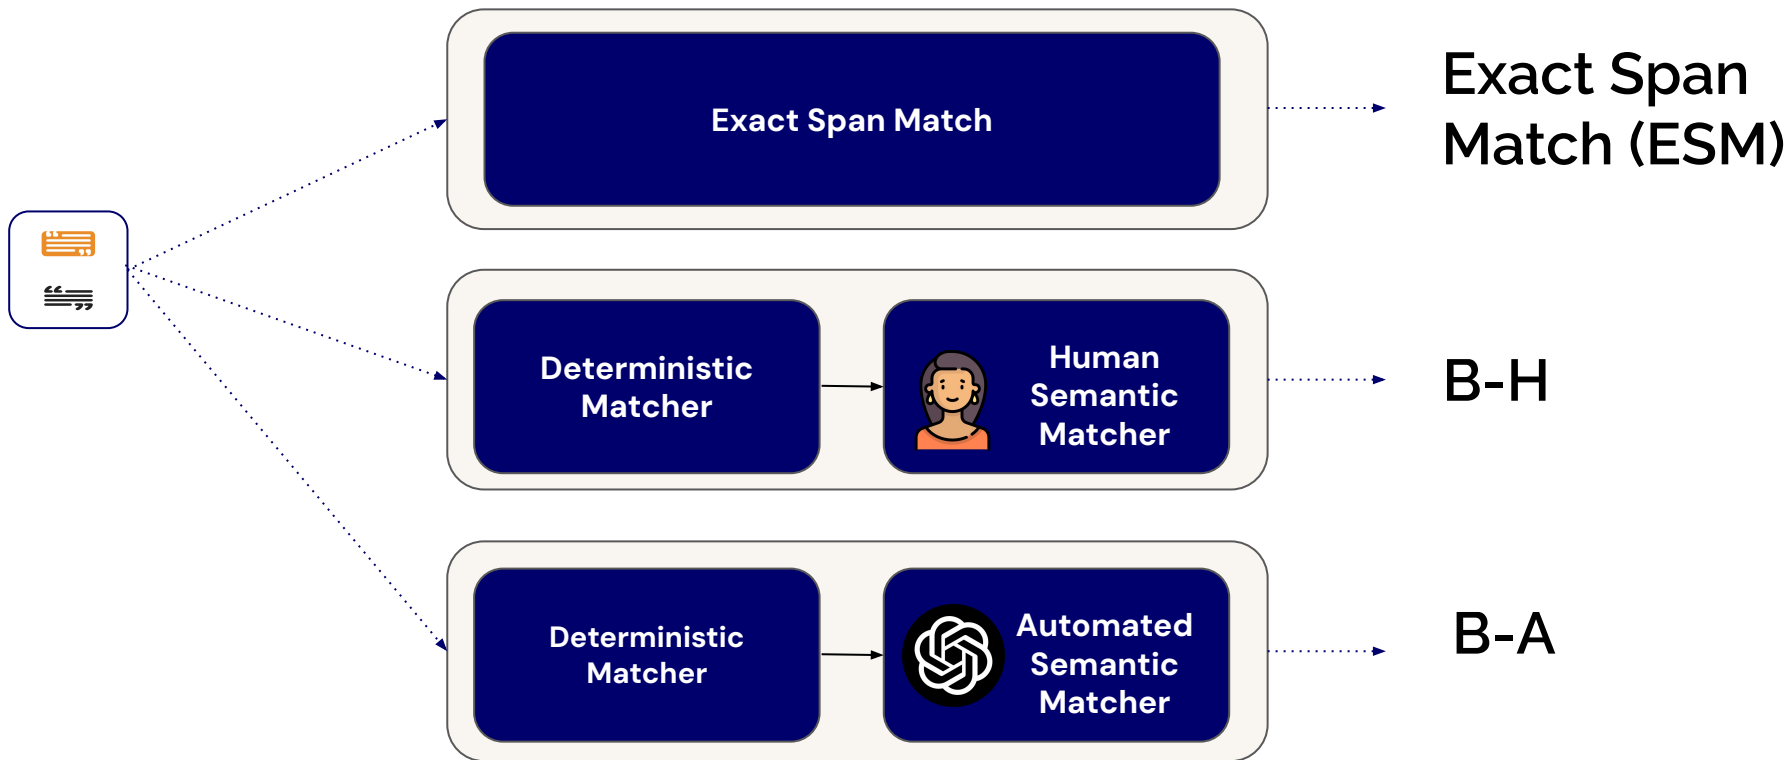 Exact Span Match
Exact Span
Match (ESM)
Deterministic
Matcher
Human
Semantic
Matcher
B-H
Deterministic
Matcher
Automated
Semantic
Matcher
B-A